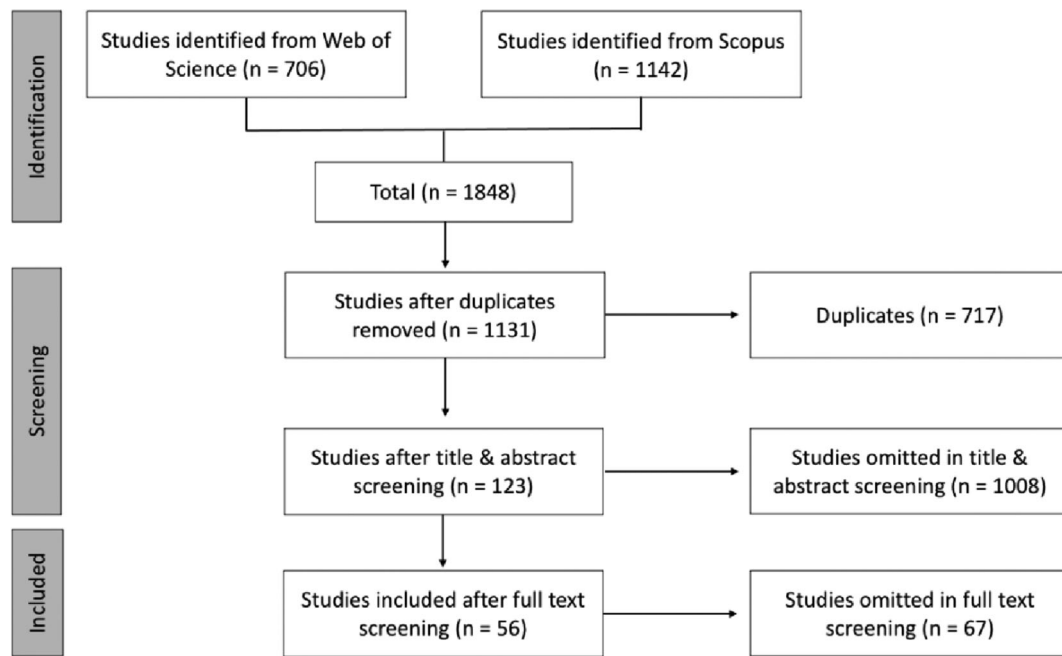 Identification
Studies identified from Web of
Science (n = 706)
Studies identified from Scopus
(n = 1142)
Total (n = 1848)
Screening
Studies after duplicates
removed (n = 1131)
Duplicates (n = 717)
Studies after title & abstract
screening (n = 123)
Studies omitted in title &
abstract screening (n = 1008)
Included
Studies included after full text
screening (n = 56)
Studies omitted in full text
screening (n = 67)